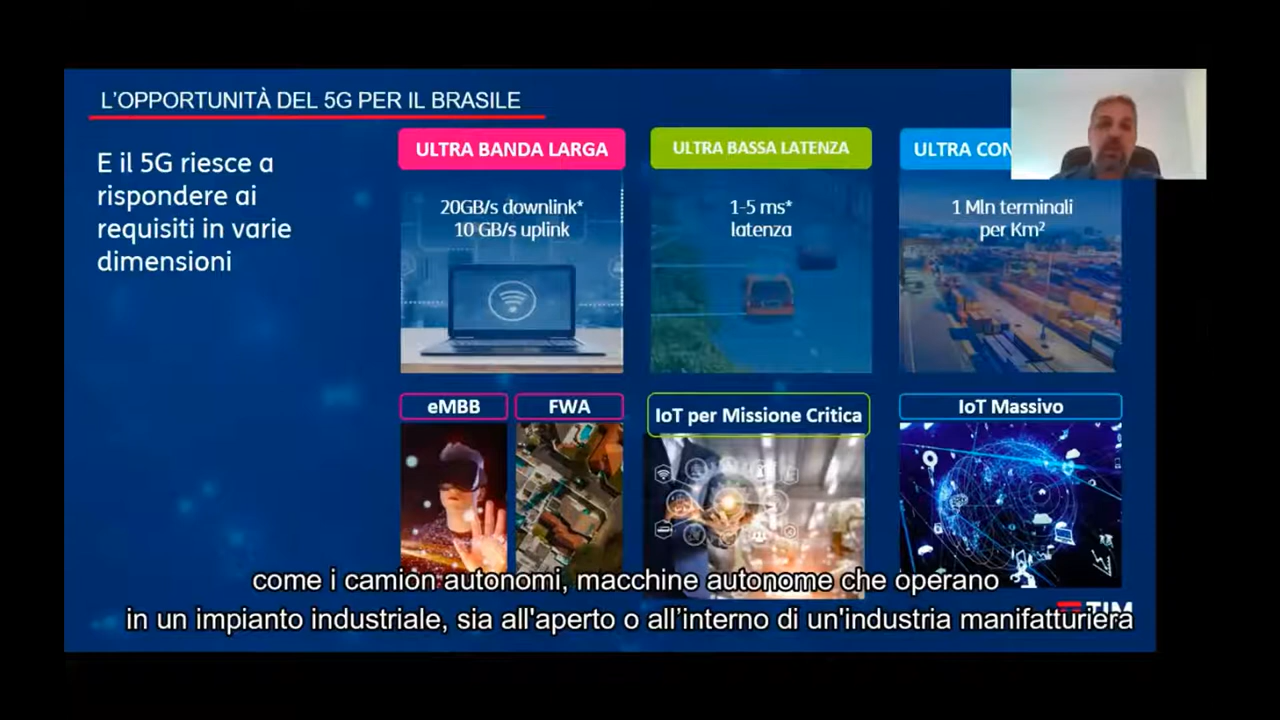 L'OPPORTUNITÀ DEL 5G PER IL BRASILE
E il 5G riesce a
rispondere ai
requisiti in varie
dimensioni
ULTRA BANDA LARGA
20GB/s downlink*
10 GB/s uplink
eMBB
FWA
ULTRA BASSA LATENZA
1-5 ms*
latenza
IoT per Missione Critica
ULTRA
1 Mln terminali
per Km²
IoT Massivo
TIM
come i camion autonomi, macchine autonome che operano
in un impianto industriale, sia all'aperto o all’interno di un'industria manifatturiera